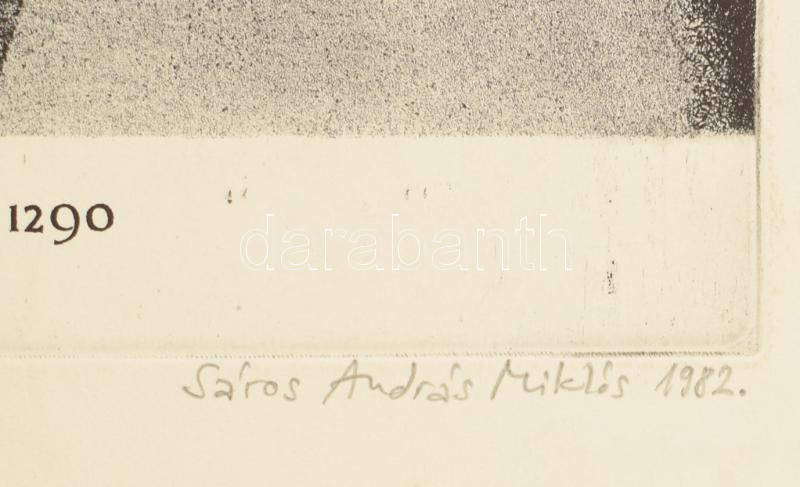 1290
darabanth
Sáros András Miklós 1982.